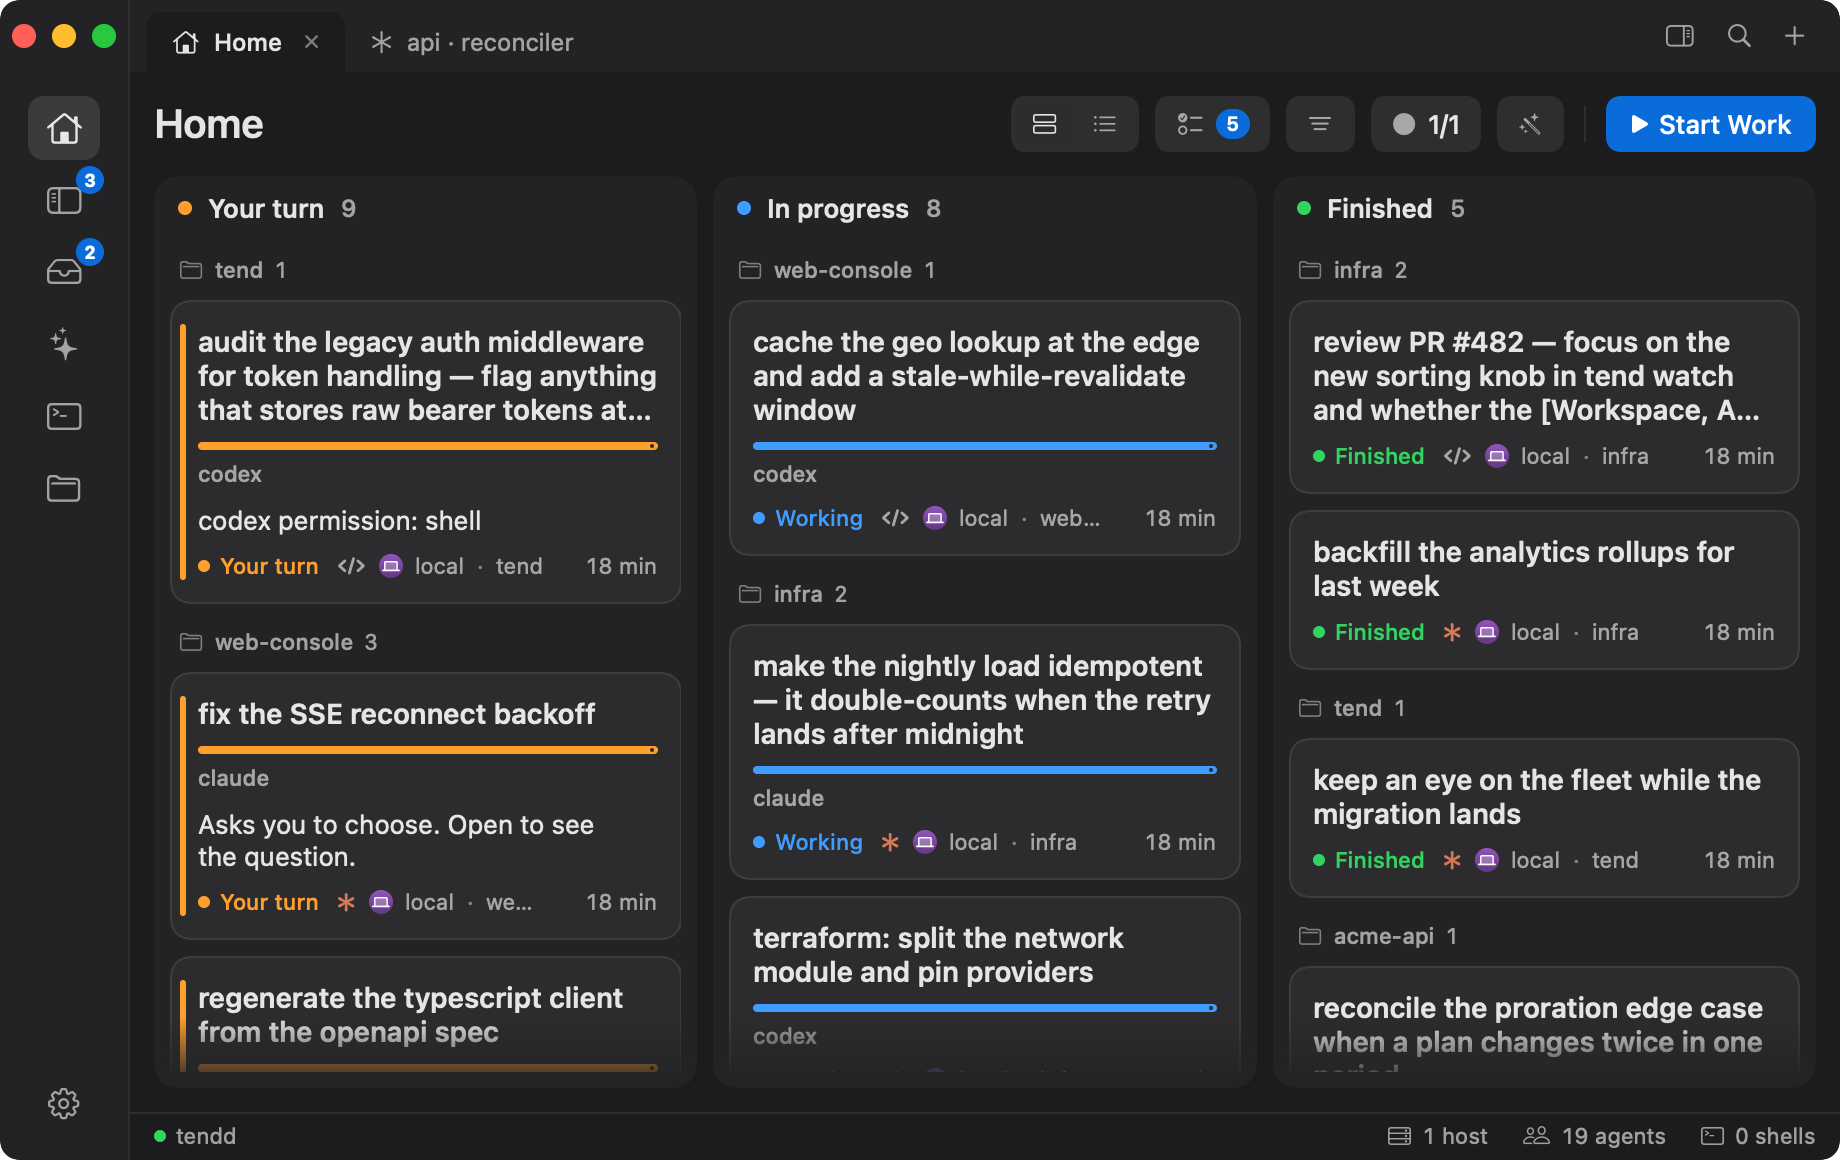 Home
api · reconciler
Home
5
1/1
Start Work
3
2
Your turn 9
tend 1
audit the legacy auth middleware
for token handling — flag anything
that stores raw bearer tokens at...
codex
codex permission: shell
Your turn </> local · tend 18 min
web-console 3
fix the SSE reconnect backoff
claude
Asks you to choose. Open to see
the question.
Your turn local · we... 18 min
regenerate the typescript client
from the openapi spec
In progress 8
web-console 1
cache the geo lookup at the edge
and add a stale-while-revalidate
window
codex
Working </> local · web... 18 min
infra 2
make the nightly load idempotent
— it double-counts when the retry
lands after midnight
claude
Working local · infra 18 min
terraform: split the network
module and pin providers
codex
Finished 5
infra 2
review PR #482 — focus on the
new sorting knob in tend watch
and whether the [Workspace, A...
Finished </> local · infra 18 min
backfill the analytics rollups for
last week
Finished local · infra 18 min
tend 1
keep an eye on the fleet while the
migration lands
Finished local · tend 18 min
acme-api 1
reconcile the proration edge case
when a plan changes twice in one
period
tendd
1 host
19 agents
0 shells